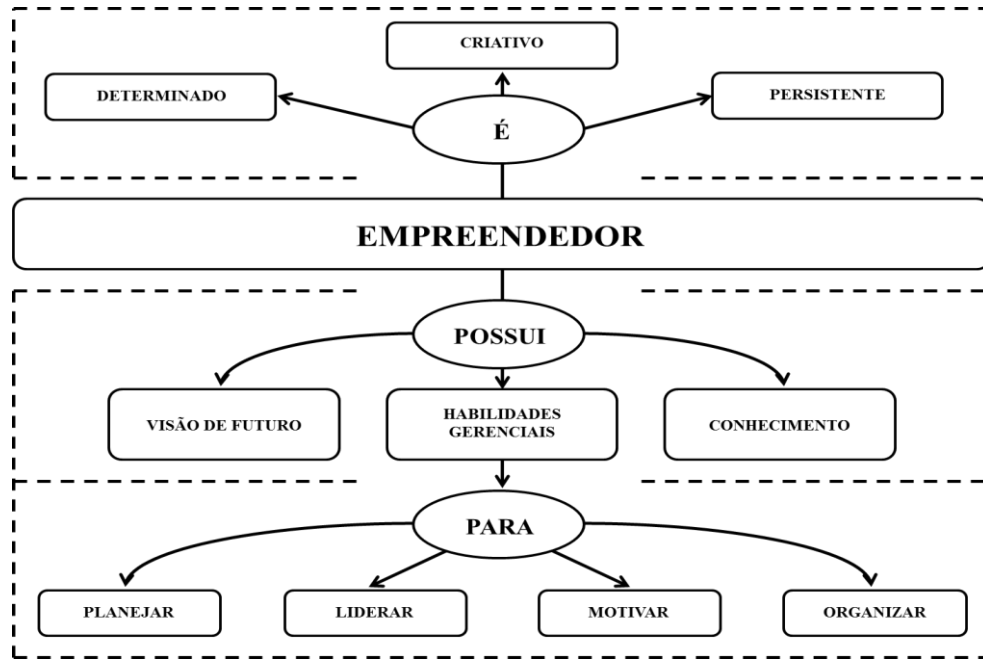 CRIATIVO
DETERMINADO
PERSISTENTE
É
EMPREENDEDOR
POSSUI
VISÃO DE FUTURO
HABILIDADES
GERENCIAIS
CONHECIMENTO
PARA
PLANEJAR
LIDERAR
MOTIVAR
ORGANIZAR